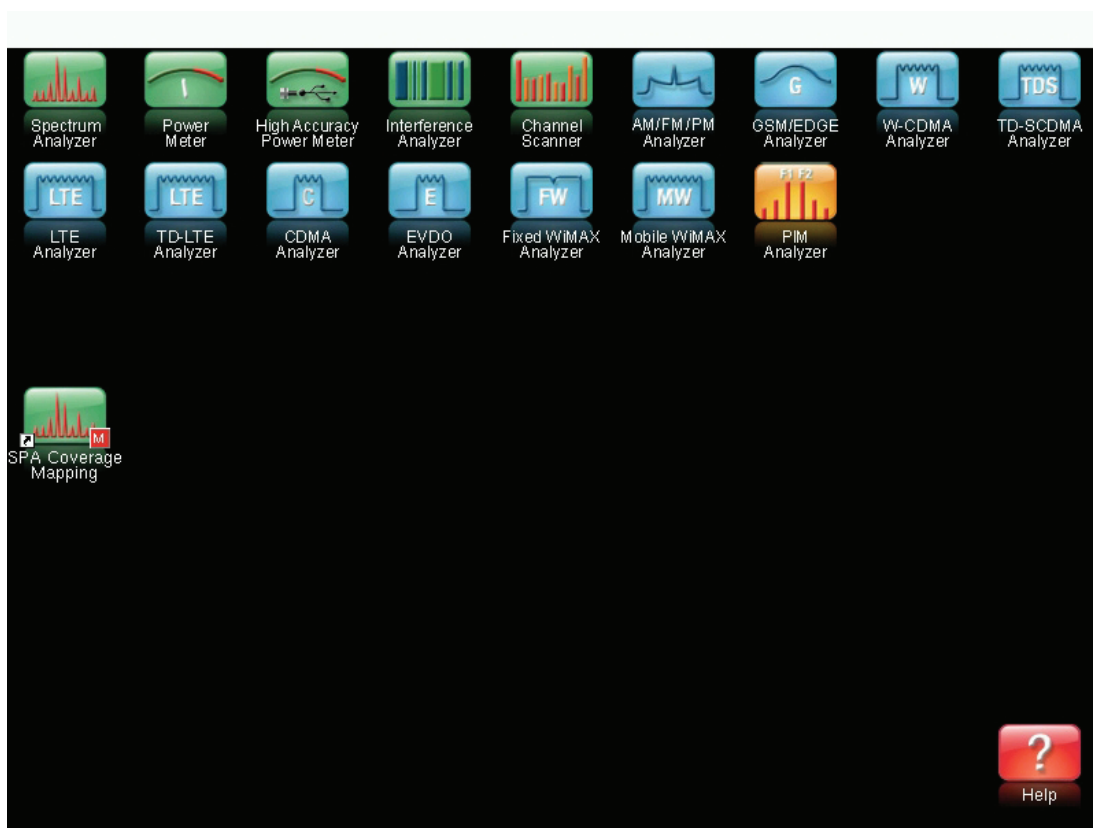 Spectrum
Analyzer
Power
Meter
High Accuracy
Power Meter
Interference
Analyzer
Channel
Scanner
AM/FM/PM
Analyzer
G
GSM/EDGE
Analyzer
W
W-CDMA
Analyzer
TDS
TD-SCDMA
Analyzer
LTE
LTE
Analyzer
LTE
TD-LTE
Analyzer
C
CDMA
Analyzer
E
EVDO
Analyzer
FW
Fixed WiMAX
Analyzer
MW
Mobile WiMAX
Analyzer
F1 F2
PIM
Analyzer
M
SPA Coverage
Mapping
?
Help